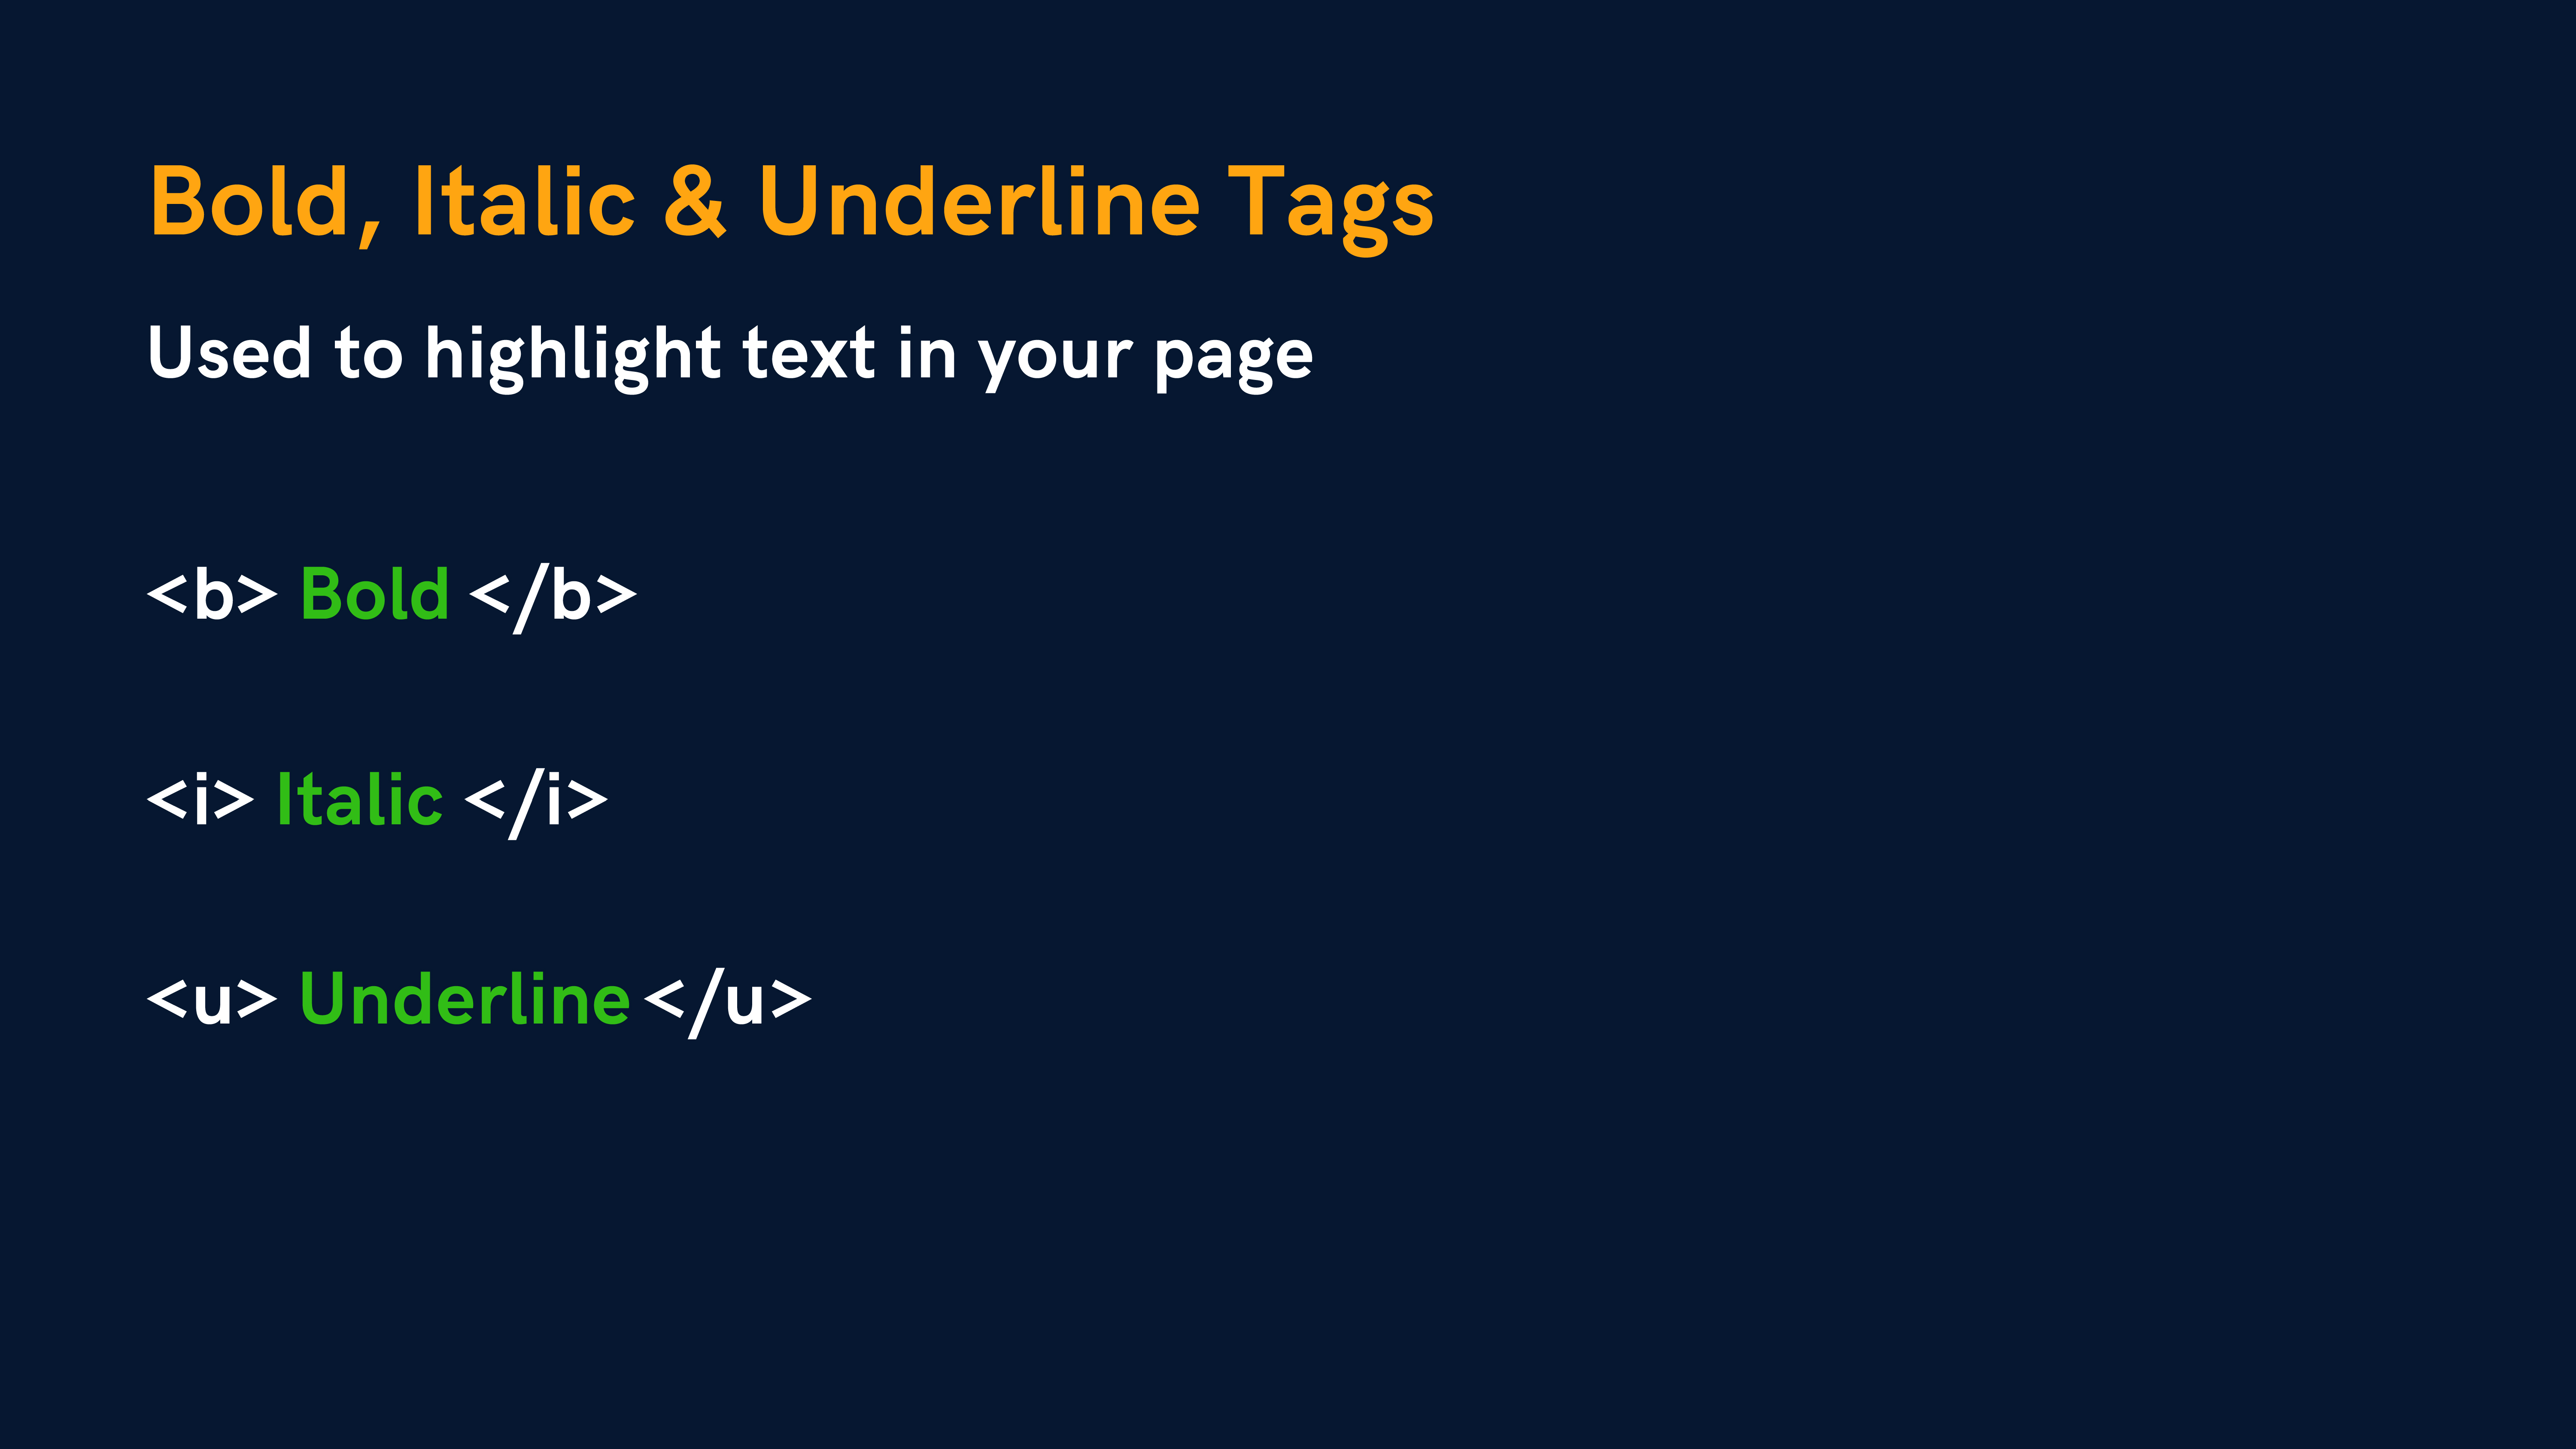 Bold, Italic & Underline Tags
Used to highlight text in your page
<b> Bold </b>
<i> Italic </i>
<u> Underline </u>